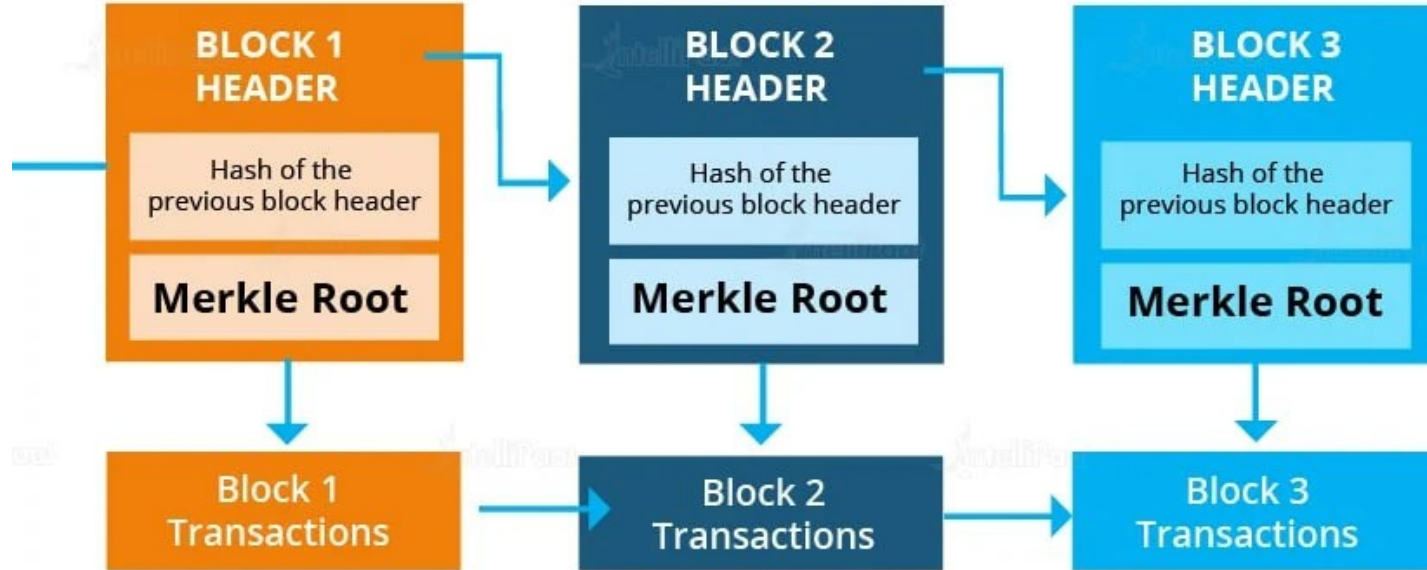 BLOCK 1
HEADER
Hash of the
previous block header
Merkle Root
Block 1
Transactions
BLOCK 2
HEADER
Hash of the
previous block header
Merkle Root
Block 2
Transactions
BLOCK 3
HEADER
Hash of the
previous block header
Merkle Root
Block 3
Transactions